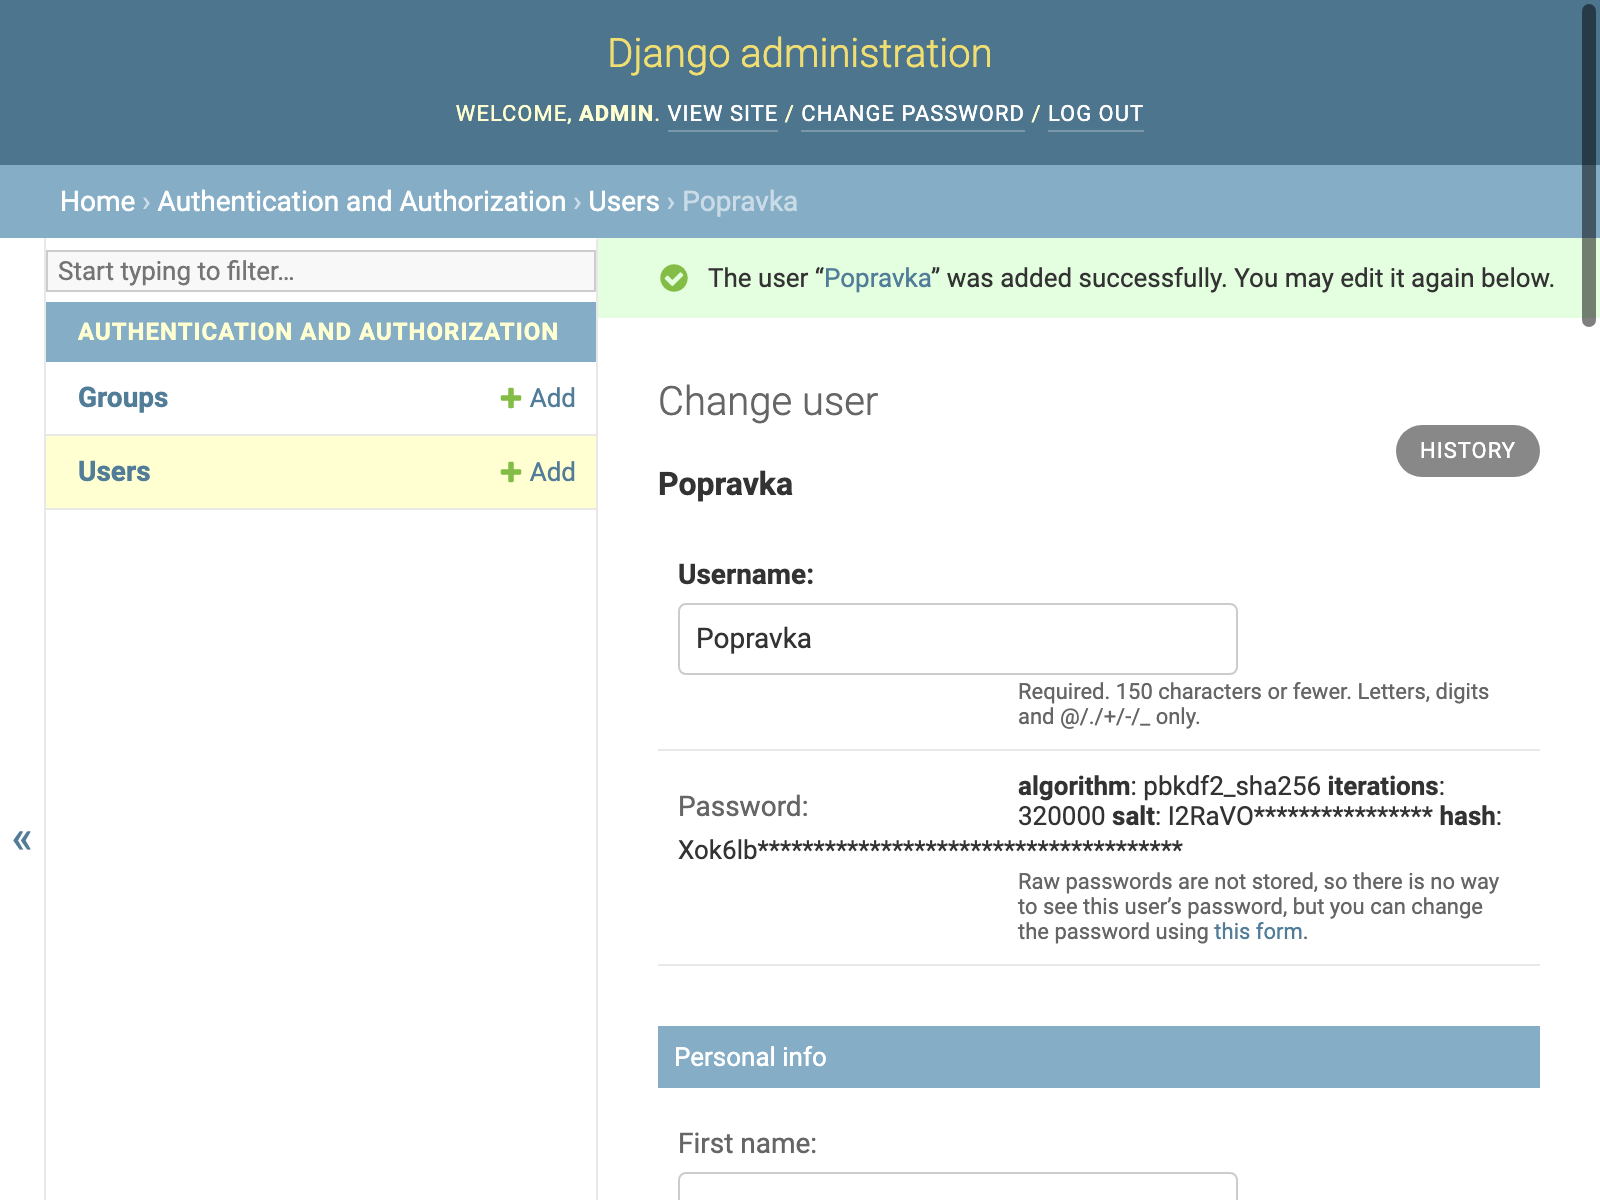 Django administration
WELCOME, ADMIN. VIEW SITE / CHANGE PASSWORD / LOG OUT
Home › Authentication and Authorization › Users › Popravka
Start typing to filter...
AUTHENTICATION AND AUTHORIZATION
Groups + Add
Users + Add
«
The user “Popravka” was added successfully. You may edit it again below.
Change user
HISTORY
Popravka
Username:
Popravka
Required. 150 characters or fewer. Letters, digits
and @/./+/-/_ only.
Password:
algorithm: pbkdf2_sha256 iterations:
320000 salt: I2RaVO**************** hash:
Xok6lb**************************************
Raw passwords are not stored, so there is no way
to see this user’s password, but you can change
the password using this form.
Personal info
First name: